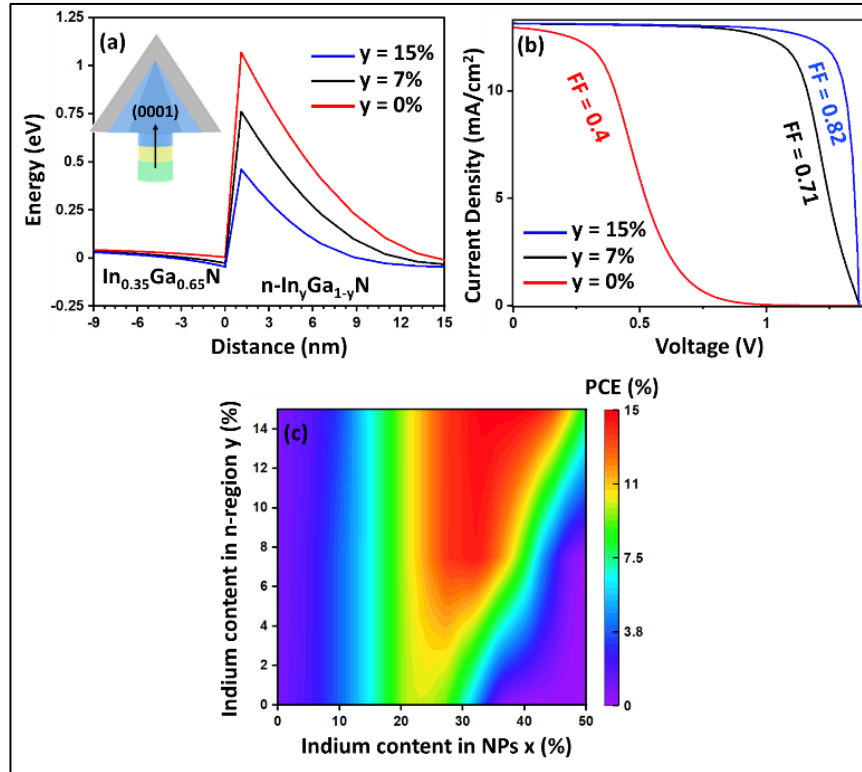 (a)
y = 15%
y = 7%
y = 0%
(0001)
Energy (eV)
1.25
1
0.75
0.5
0.25
0
-0.25
In0.35Ga0.65N
n-InyGa1-yN
-9 -6 -3 0 3 6 9 12 15
Distance (nm)
(b)
FF = 0.4
FF = 0.71
FF = 0.82
y = 15%
y = 7%
y = 0%
Current Density (mA/cm2)
10
5
0
0 0.5 1
Voltage (V)
PCE (%)
(c)
Indium content in n-region y (%)
14
12
10
8
6
4
2
0
0 10 20 30 40 50
Indium content in NPs x (%)
15
11
7.5
3.8
0